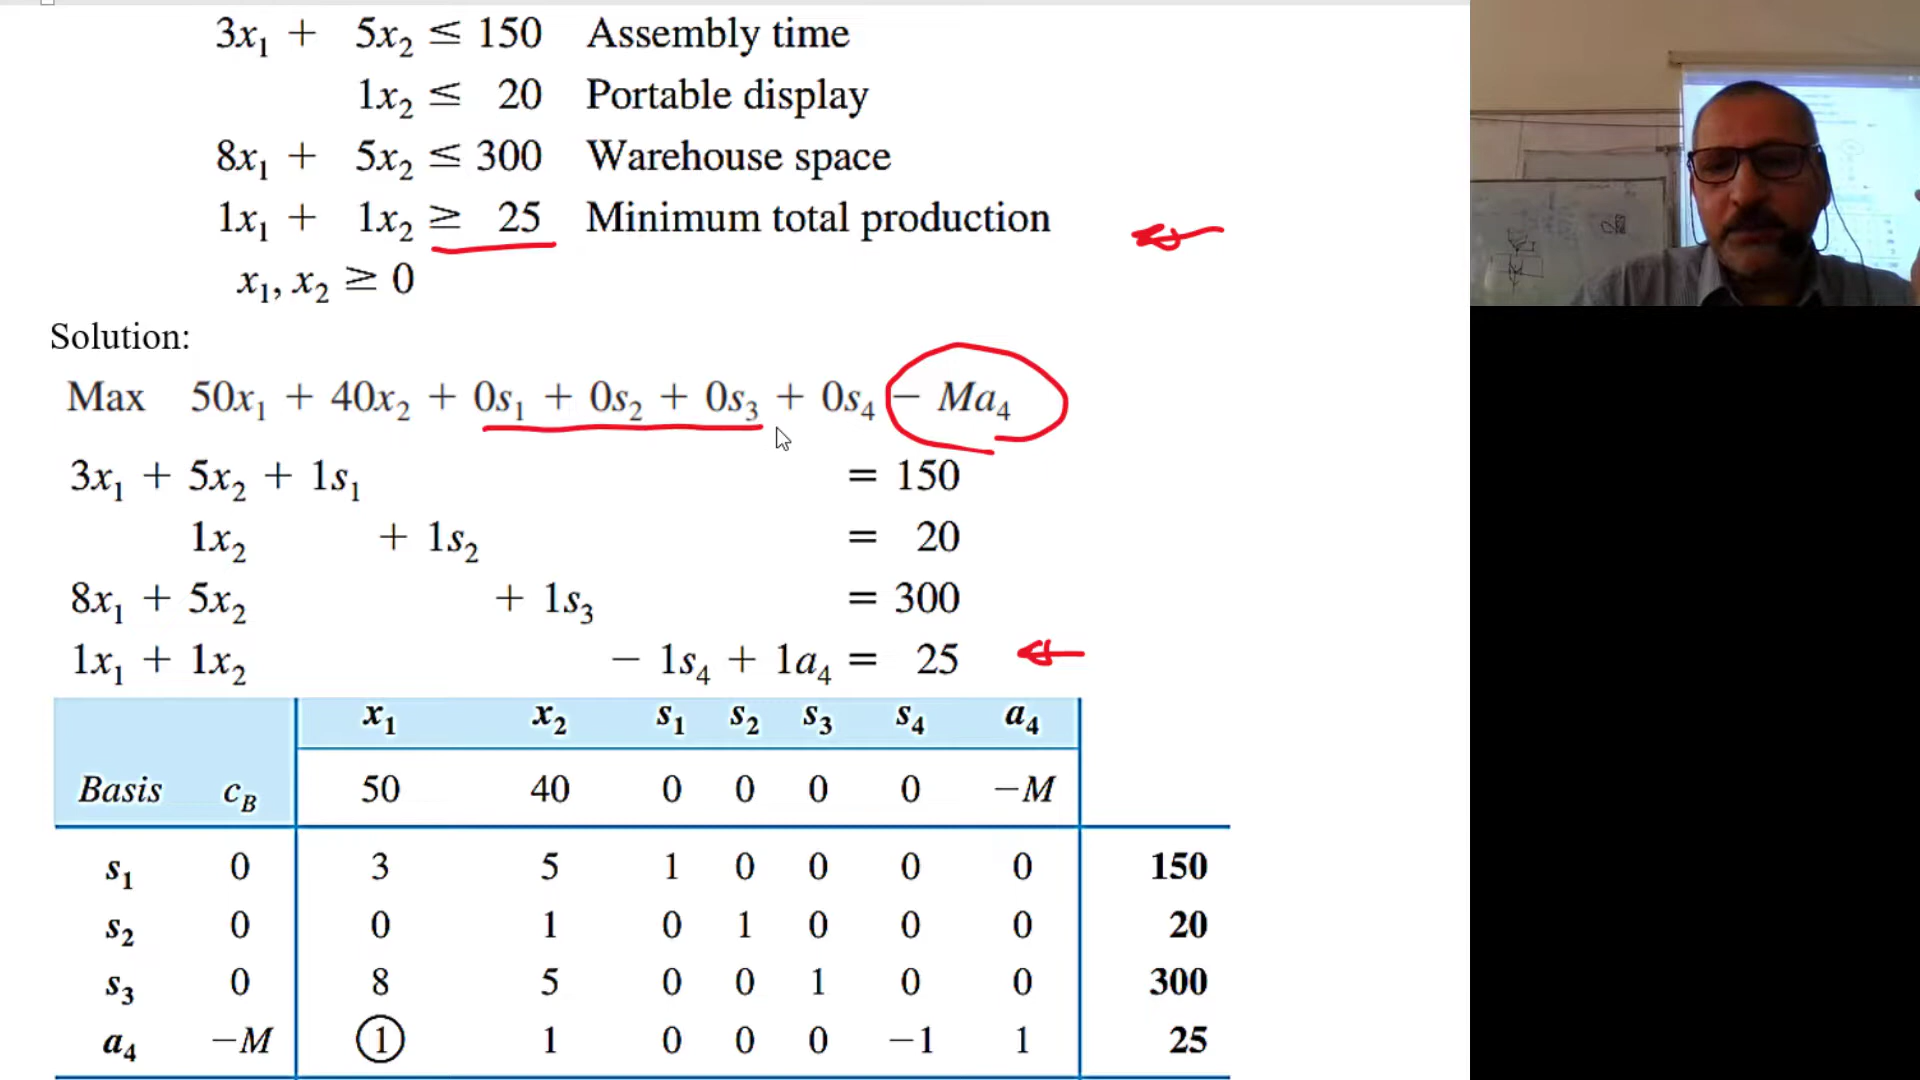 3x₁ + 5x₂ ≤ 150 Assembly time
1x₂ ≤ 20 Portable display
8x₁ + 5x₂ ≤ 300 Warehouse space
1x₁ + 1x₂ ≥ 25 Minimum total production
x₁, x₂ ≥ 0
Solution:
Max 50x₁ + 40x₂ + 0s₁ + 0s₂ + 0s₃ + 0s₄ − Ma₄
3x₁ + 5x₂ + 1s₁ = 150
1x₂ + 1s₂ = 20
8x₁ + 5x₂ + 1s₃ = 300
1x₁ + 1x₂ − 1s₄ + 1a₄ = 25
x₁ x₂ s₁ s₂ s₃ s₄ a₄
Basis c_B 50 40 0 0 0 0 −M
s₁ 0 3 5 1 0 0 0 0 150
s₂ 0 0 1 0 1 0 0 0 20
s₃ 0 8 5 0 0 1 0 0 300
a₄ −M 1 1 0 0 0 −1 1 25